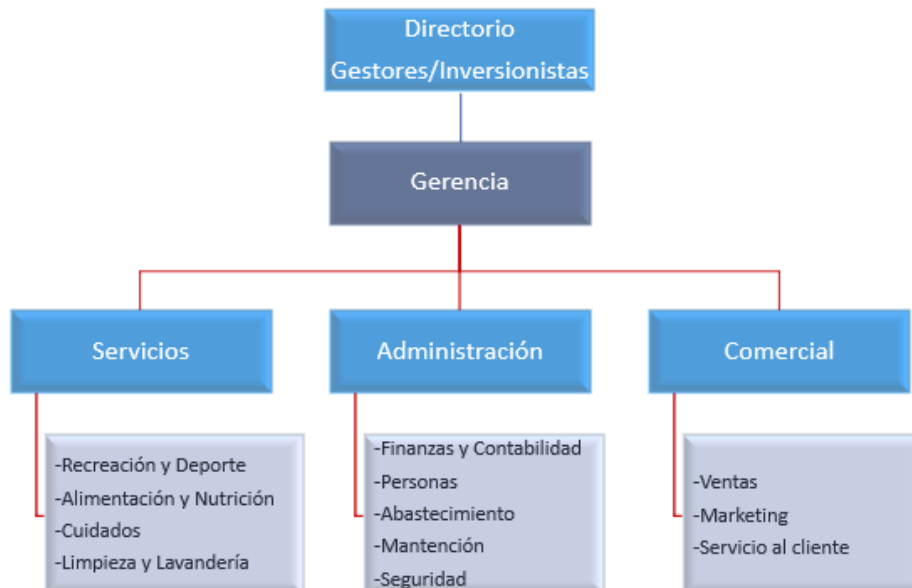 Directorio
Gestores/Inversionistas
Gerencia
Servicios
Administración
Comercial
-Recreación y Deporte
-Alimentación y Nutrición
-Cuidados
-Limpieza y Lavandería
-Finanzas y Contabilidad
-Personas
-Abastecimiento
-Mantención
-Seguridad
-Ventas
-Marketing
-Servicio al cliente